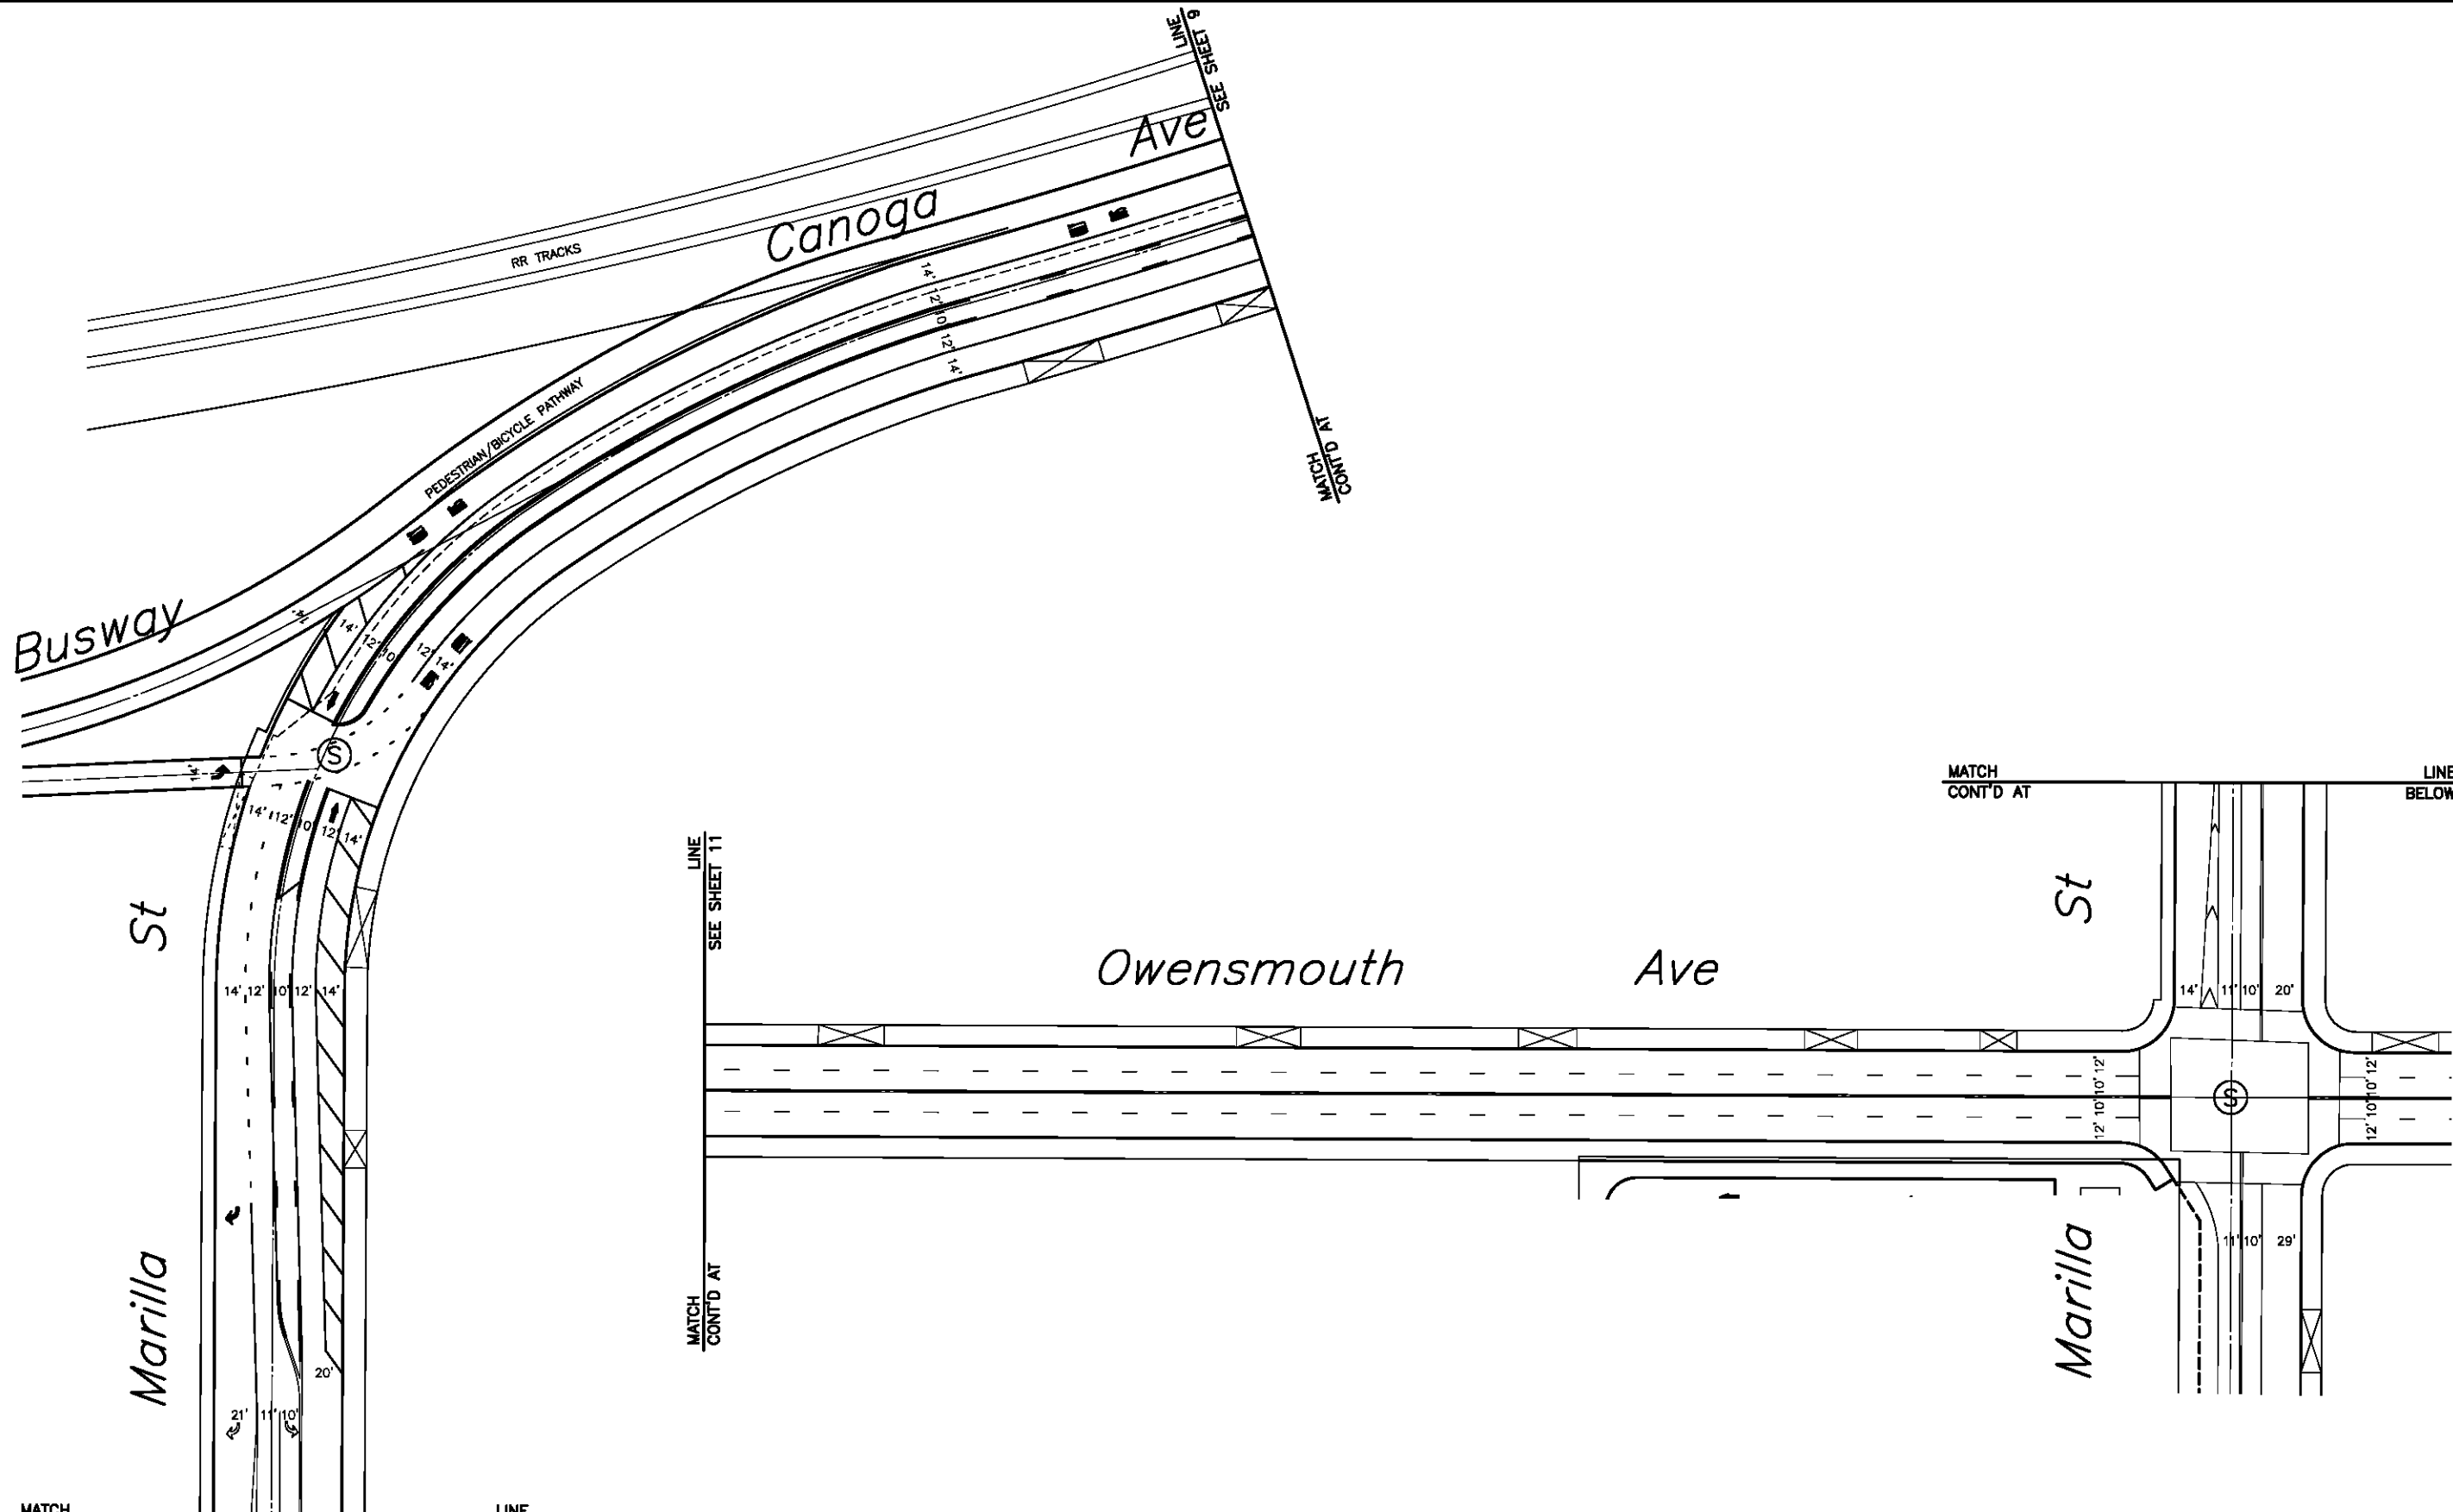 LINE
SEE SHEET 9
Canoga Ave
RR TRACKS
14' 12' 10' 12' 14'
PEDESTRIAN/BICYCLE PATHWAY
MATCH
CONT'D AT
Busway
14' 12' 10' 12' 14'
S
14'
14' 12' 10' 12' 14'
St
14' 12' 10' 12' 14'
Marilla
20'
21' 11' 10'
MATCH
LINE
LINE
SEE SHEET 11
MATCH
CONT'D AT
Owensmouth Ave
MATCH
LINE
CONT'D AT
BELOW
St
14' 11' 10' 20'
12' 10' 10' 12'
S
12' 10' 10' 12'
Marilla
11' 10' 29'